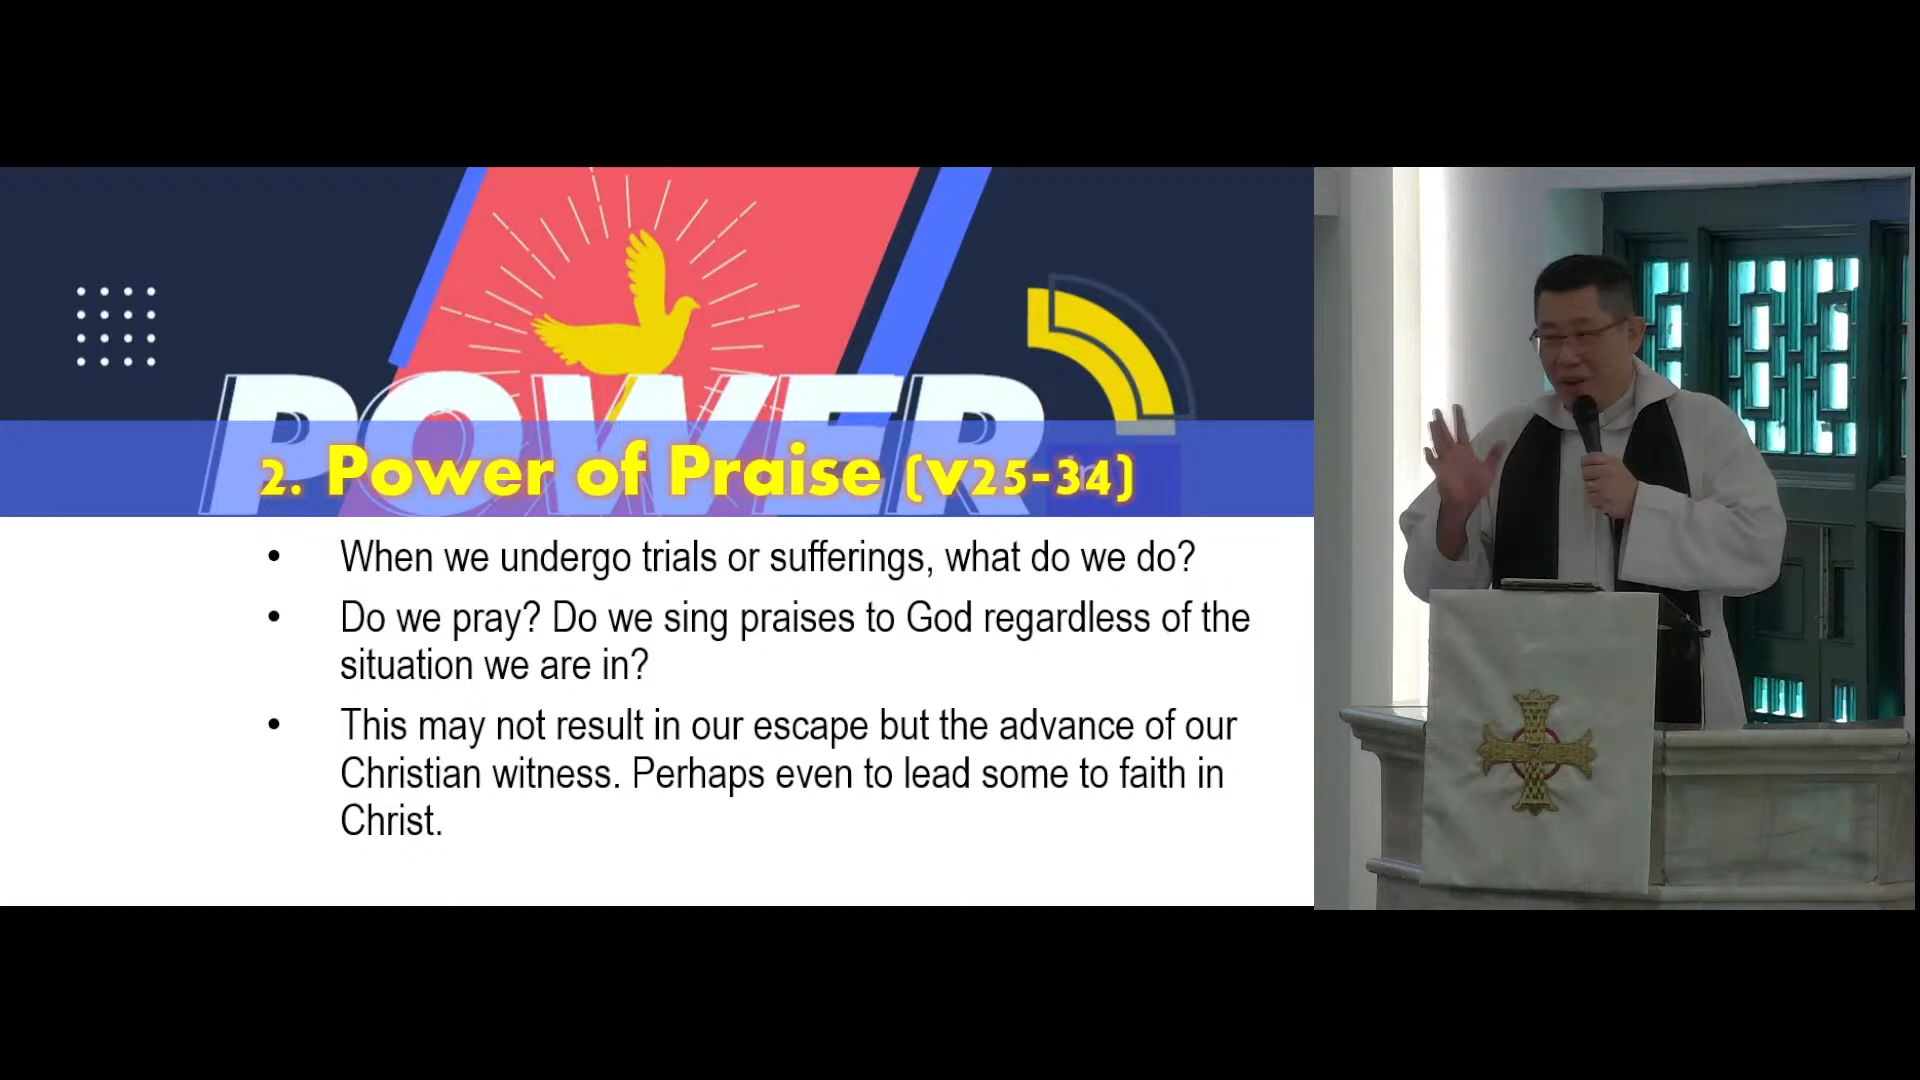 POWER
2. Power of Praise (v25-34)
• When we undergo trials or sufferings, what do we do?
• Do we pray? Do we sing praises to God regardless of the
situation we are in?
• This may not result in our escape but the advance of our
Christian witness. Perhaps even to lead some to faith in
Christ.